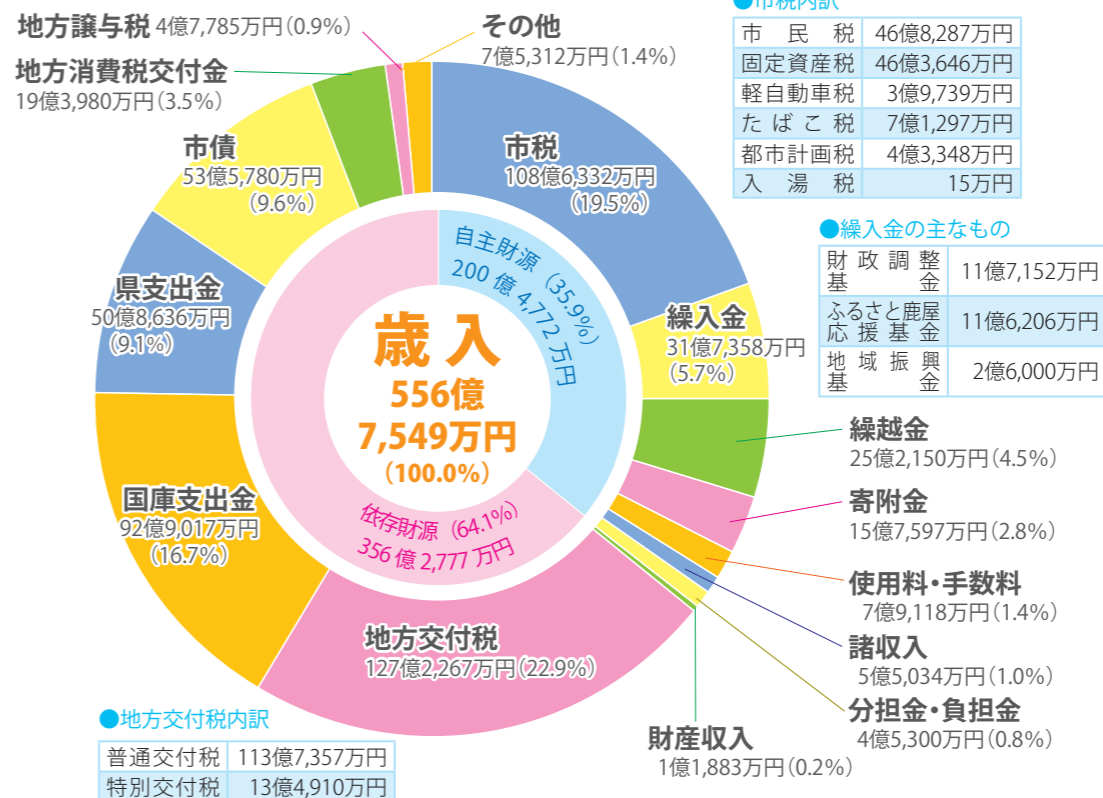 地方譲与税 4億7,785万円(0.9%)
その他
7億5,312万円(1.4%)
地方消費税交付金
19億3,980万円(3.5%)
市債
53億5,780万円
(9.6%)
市税
108億6,332万円
(19.5%)
●市税内訳
市民税 46億8,287万円
固定資産税 46億3,646万円
軽自動車税 3億9,739万円
たばこ税 7億1,297万円
都市計画税 4億3,348万円
入湯税 15万円
●繰入金の主なもの
財政調整
基金 11億7,152万円
ふるさと鹿屋
応援基金 11億6,206万円
地域振興
基金 2億6,000万円
県支出金
50億8,636万円
(9.1%)
自主財源(35.9%)
200億4,772万円
歳入
556億
7,549万円
(100.0%)
依存財源(64.1%)
356億2,777万円
繰入金
31億7,358万円
(5.7%)
繰越金
25億2,150万円(4.5%)
寄附金
15億7,597万円(2.8%)
使用料・手数料
7億9,118万円(1.4%)
諸収入
5億5,034万円(1.0%)
分担金・負担金
4億5,300万円(0.8%)
財産収入
1億1,883万円(0.2%)
国庫支出金
92億9,017万円
(16.7%)
地方交付税
127億2,267万円(22.9%)
●地方交付税内訳
普通交付税 113億7,357万円
特別交付税 13億4,910万円